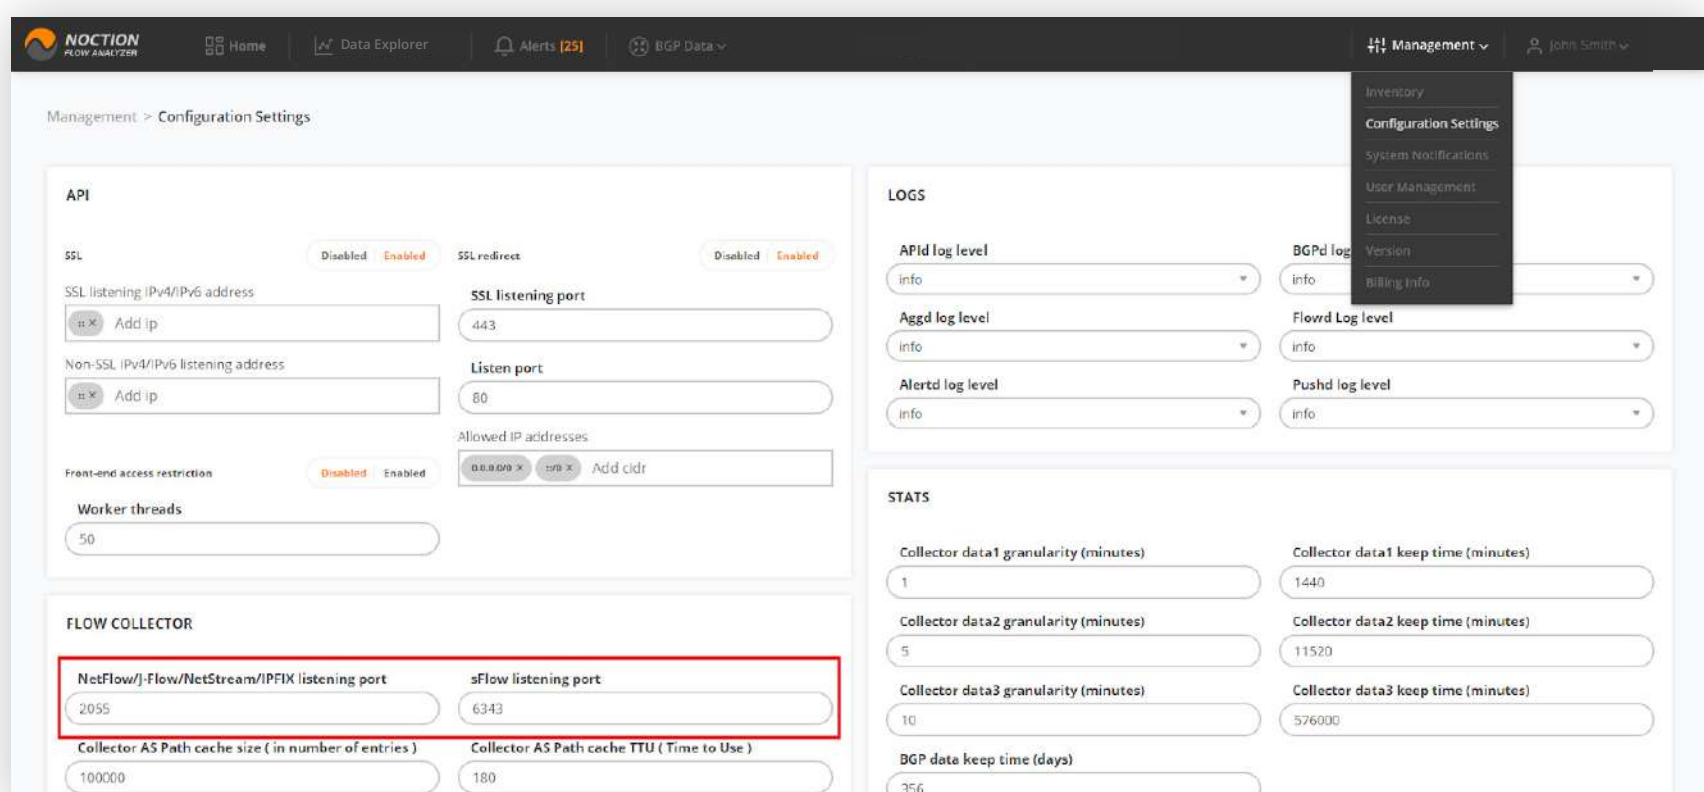 NOCTION
FLOW ANALYZER
Home
Data Explorer
Alerts [25]
BGP Data
Management
John Smith
Inventory
Configuration Settings
System Notifications
User Management
License
Version
Billing Info
Management > Configuration Settings
API
SSL
Disabled Enabled
SSL redirect
Disabled Enabled
SSL listening IPv4/IPv6 address
:: × Add ip
SSL listening port
443
Non-SSL IPv4/IPv6 listening address
:: × Add ip
Listen port
80
Allowed IP addresses
0.0.0.0/0 × ::/0 × Add cidr
Front-end access restriction
Disabled Enabled
Worker threads
50
FLOW COLLECTOR
NetFlow/J-Flow/NetStream/IPFIX listening port
2055
sFlow listening port
6343
Collector AS Path cache size ( in number of entries )
100000
Collector AS Path cache TTU ( Time to Use )
180
LOGS
APId log level
info
BGPd log
info
Aggd log level
info
Flowd Log level
info
Alertd log level
info
Pushd log level
info
STATS
Collector data1 granularity (minutes)
1
Collector data1 keep time (minutes)
1440
Collector data2 granularity (minutes)
5
Collector data2 keep time (minutes)
11520
Collector data3 granularity (minutes)
10
Collector data3 keep time (minutes)
576000
BGP data keep time (days)
356